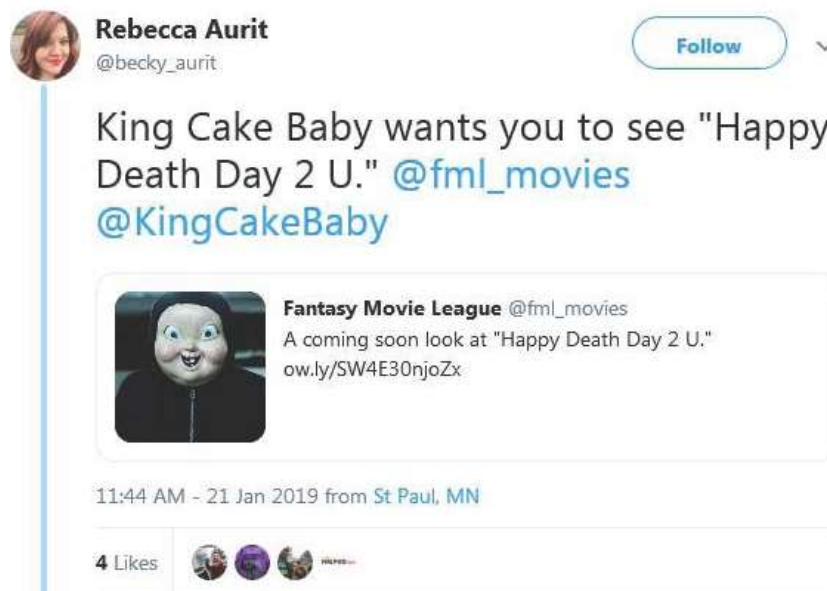 Rebecca Aurit
@becky_aurit
Follow
King Cake Baby wants you to see "Happy
Death Day 2 U." @fml_movies
@KingCakeBaby
Fantasy Movie League @fml_movies
A coming soon look at "Happy Death Day 2 U."
ow.ly/SW4E30njoZx
11:44 AM - 21 Jan 2019 from St Paul, MN
4 Likes